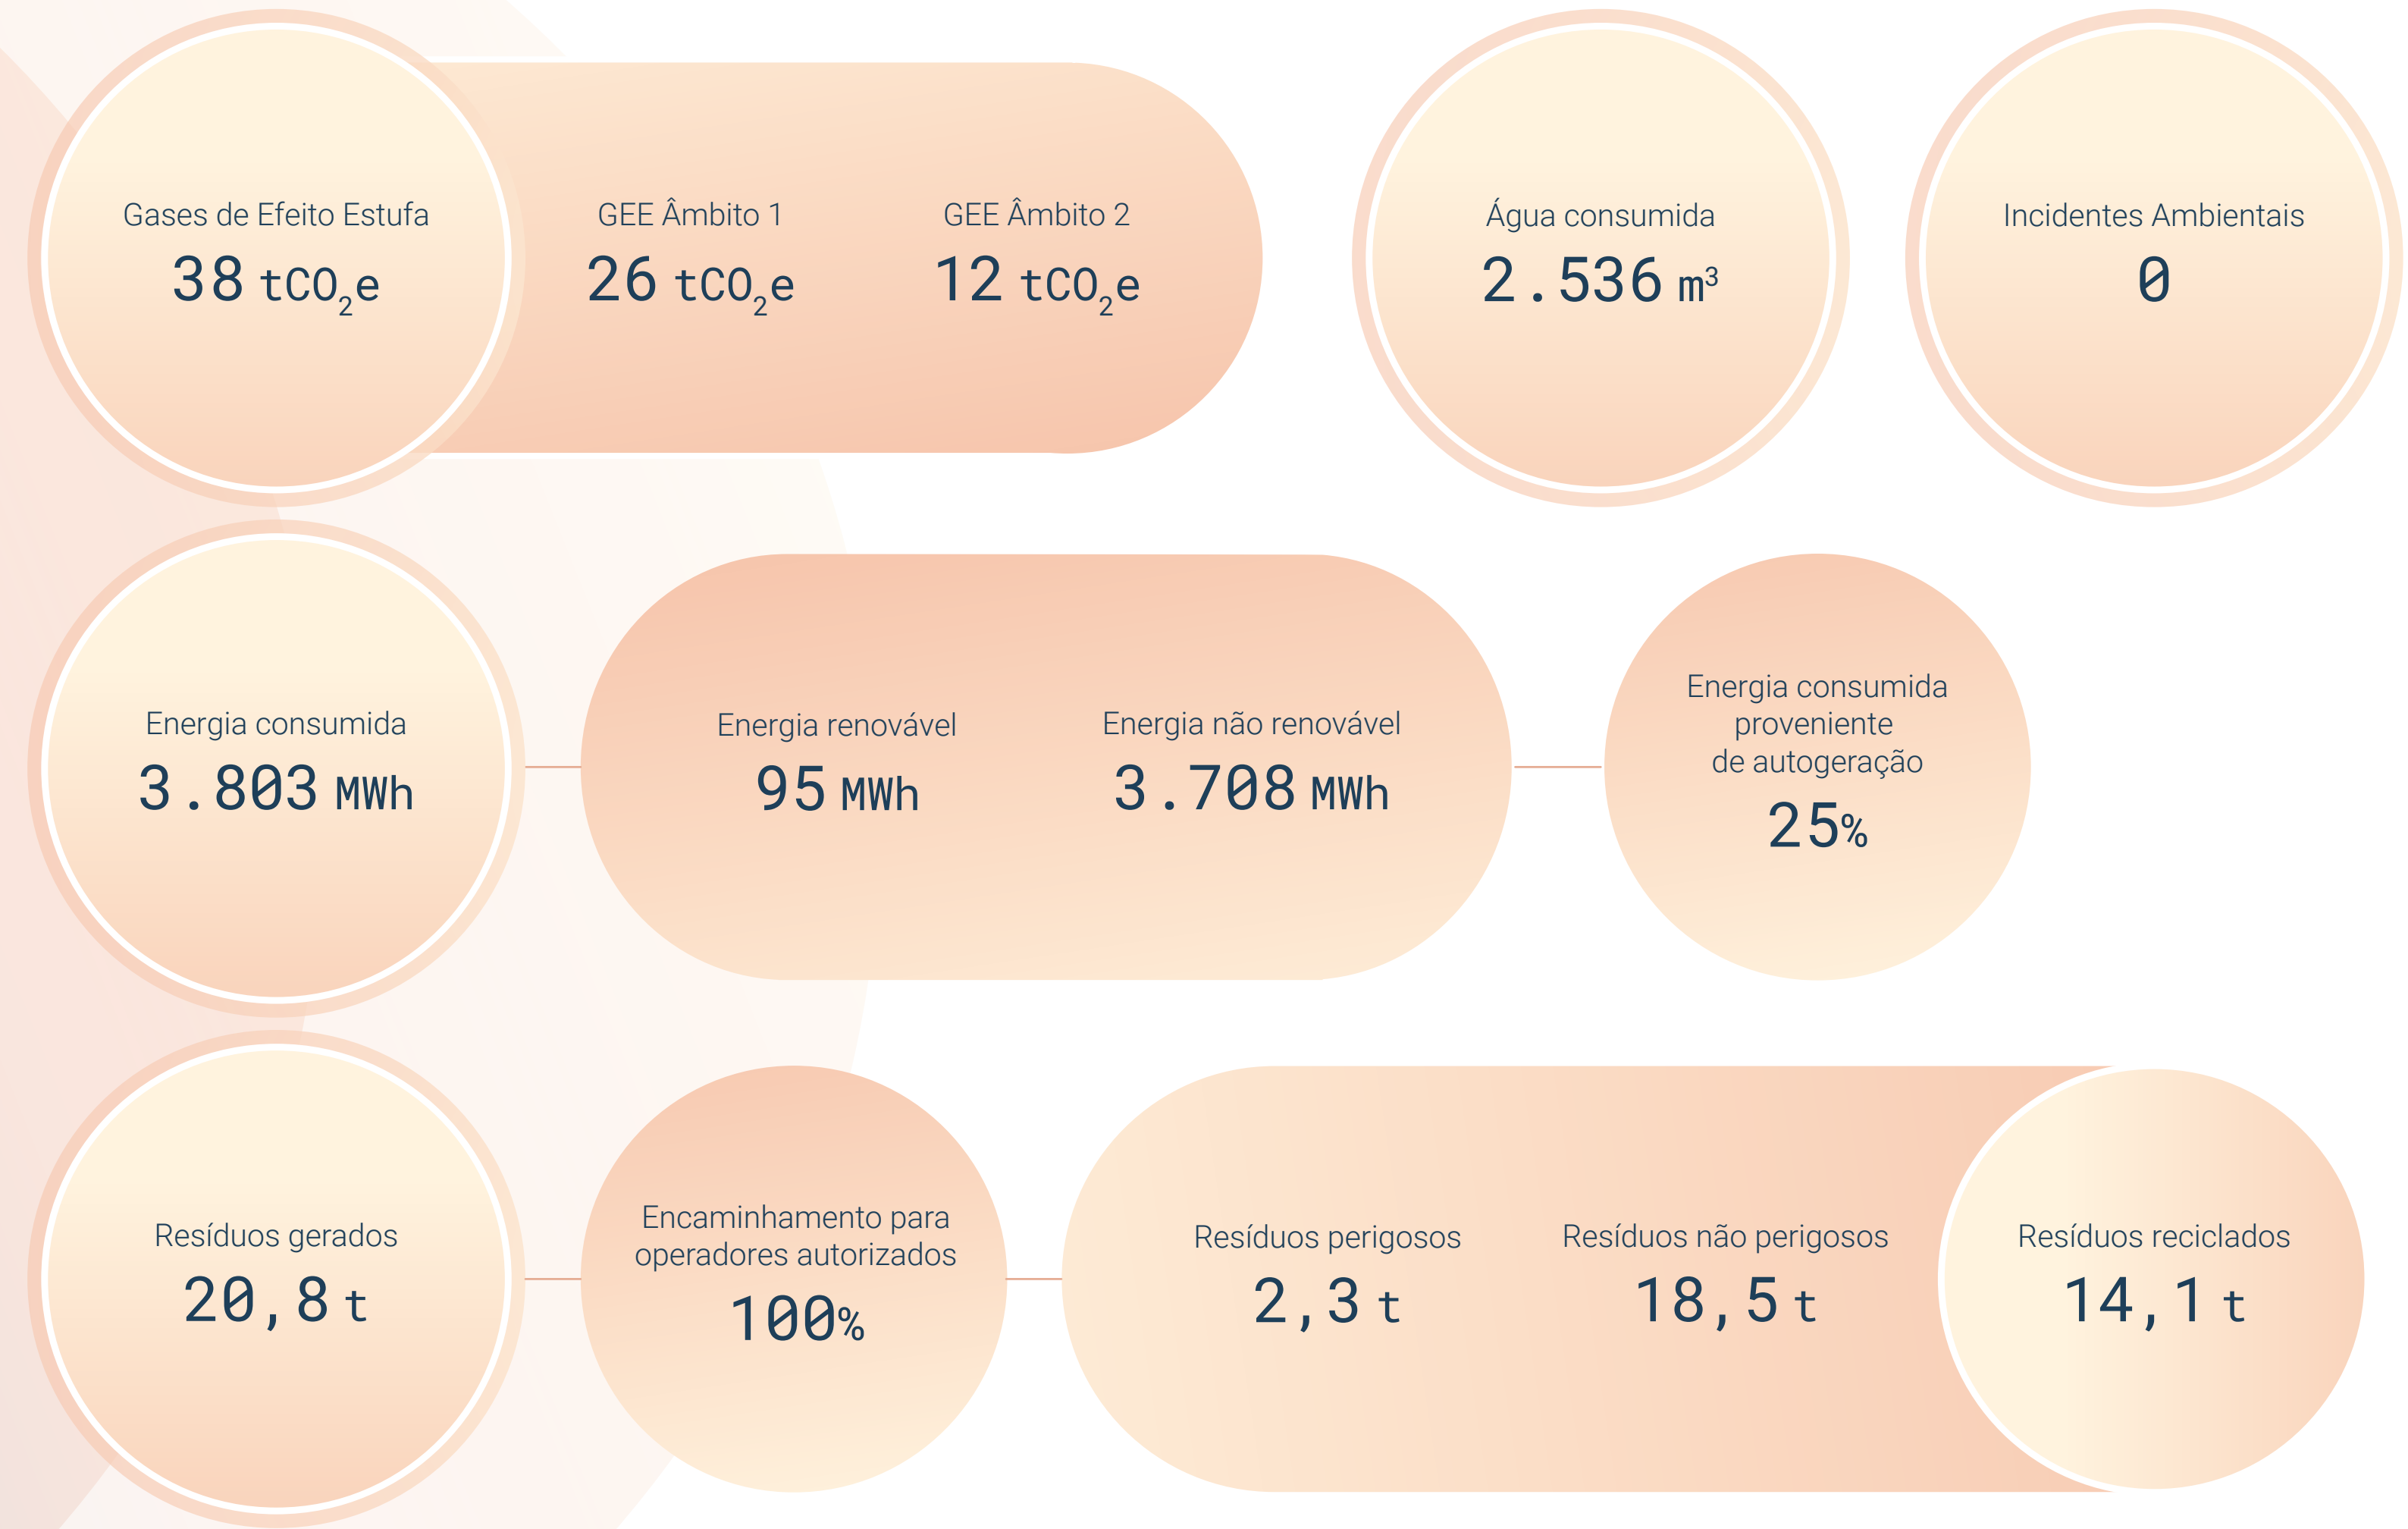 Gases de Efeito Estufa
38 tCO₂e
GEE Âmbito 1
26 tCO₂e
GEE Âmbito 2
12 tCO₂e
Água consumida
2.536 m³
Incidentes Ambientais
0
Energia consumida
3.803 MWh
Energia renovável
95 MWh
Energia não renovável
3.708 MWh
Energia consumida
proveniente
de autogeração
25%
Resíduos gerados
20,8 t
Encaminhamento para
operadores autorizados
100%
Resíduos perigosos
2,3 t
Resíduos não perigosos
18,5 t
Resíduos reciclados
14,1 t